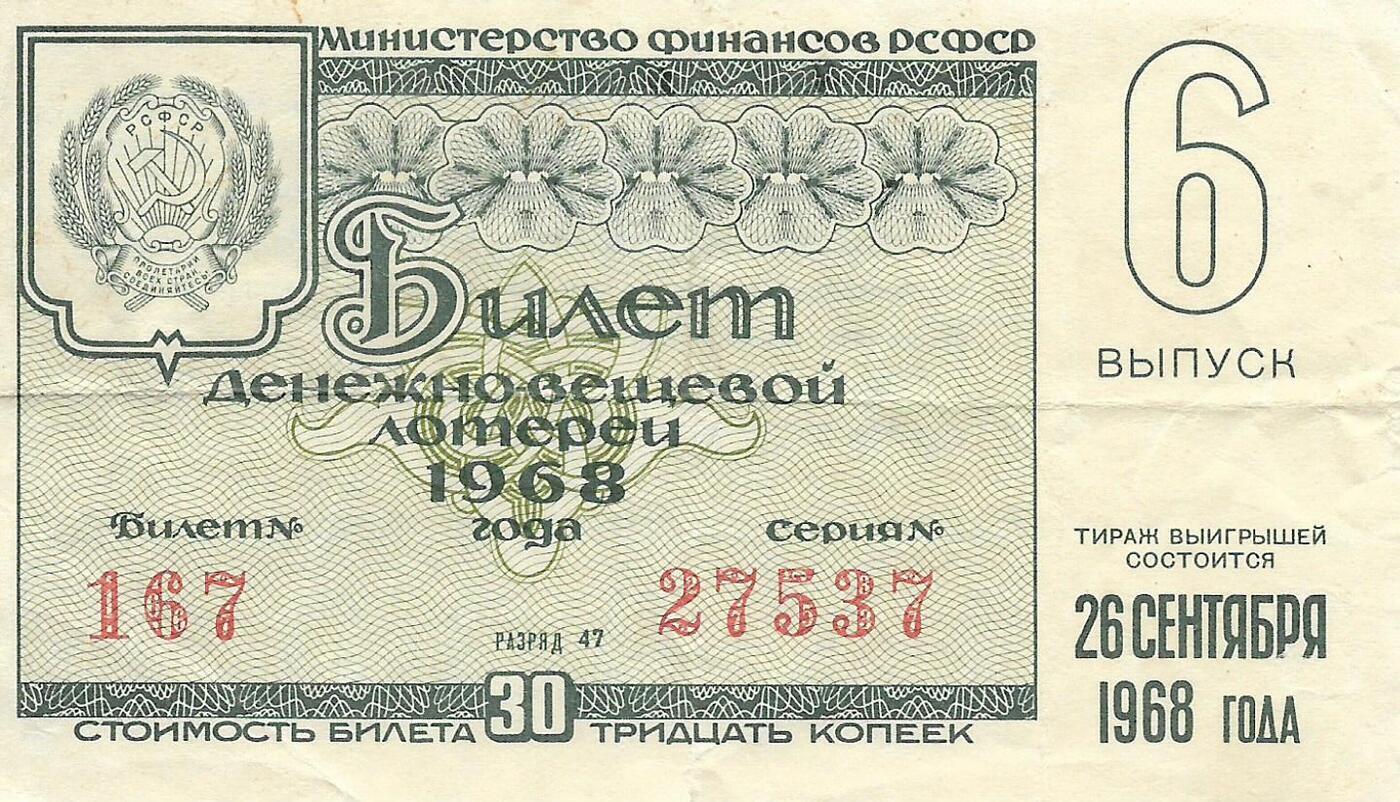 Министерство финансов РСФСР
РСФСР
ПРОЛЕТАРИИ
ВСЕХ СТРАН,
СОЕДИНЯЙТЕСЬ!
Билет
денежно-вещевой
лотереи
1968
года
Билет №
серия №
167
27537
РАЗРЯД 47
30
СТОИМОСТЬ БИЛЕТА ТРИДЦАТЬ КОПЕЕК
6
ВЫПУСК
ТИРАЖ ВЫИГРЫШЕЙ
СОСТОИТСЯ
26 СЕНТЯБРЯ
1968 ГОДА